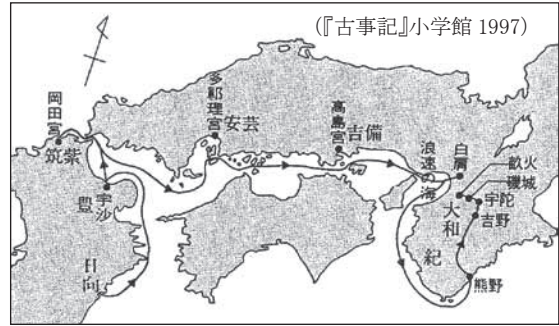 (『古事記』小学館 1997)
岡田宮
筑紫
宇沙
豊
日向
多祁理宮
安芸
高島宮
吉備
浪速の海
白肩
畝火
磯城
宇陀
大和
吉野
紀
熊野